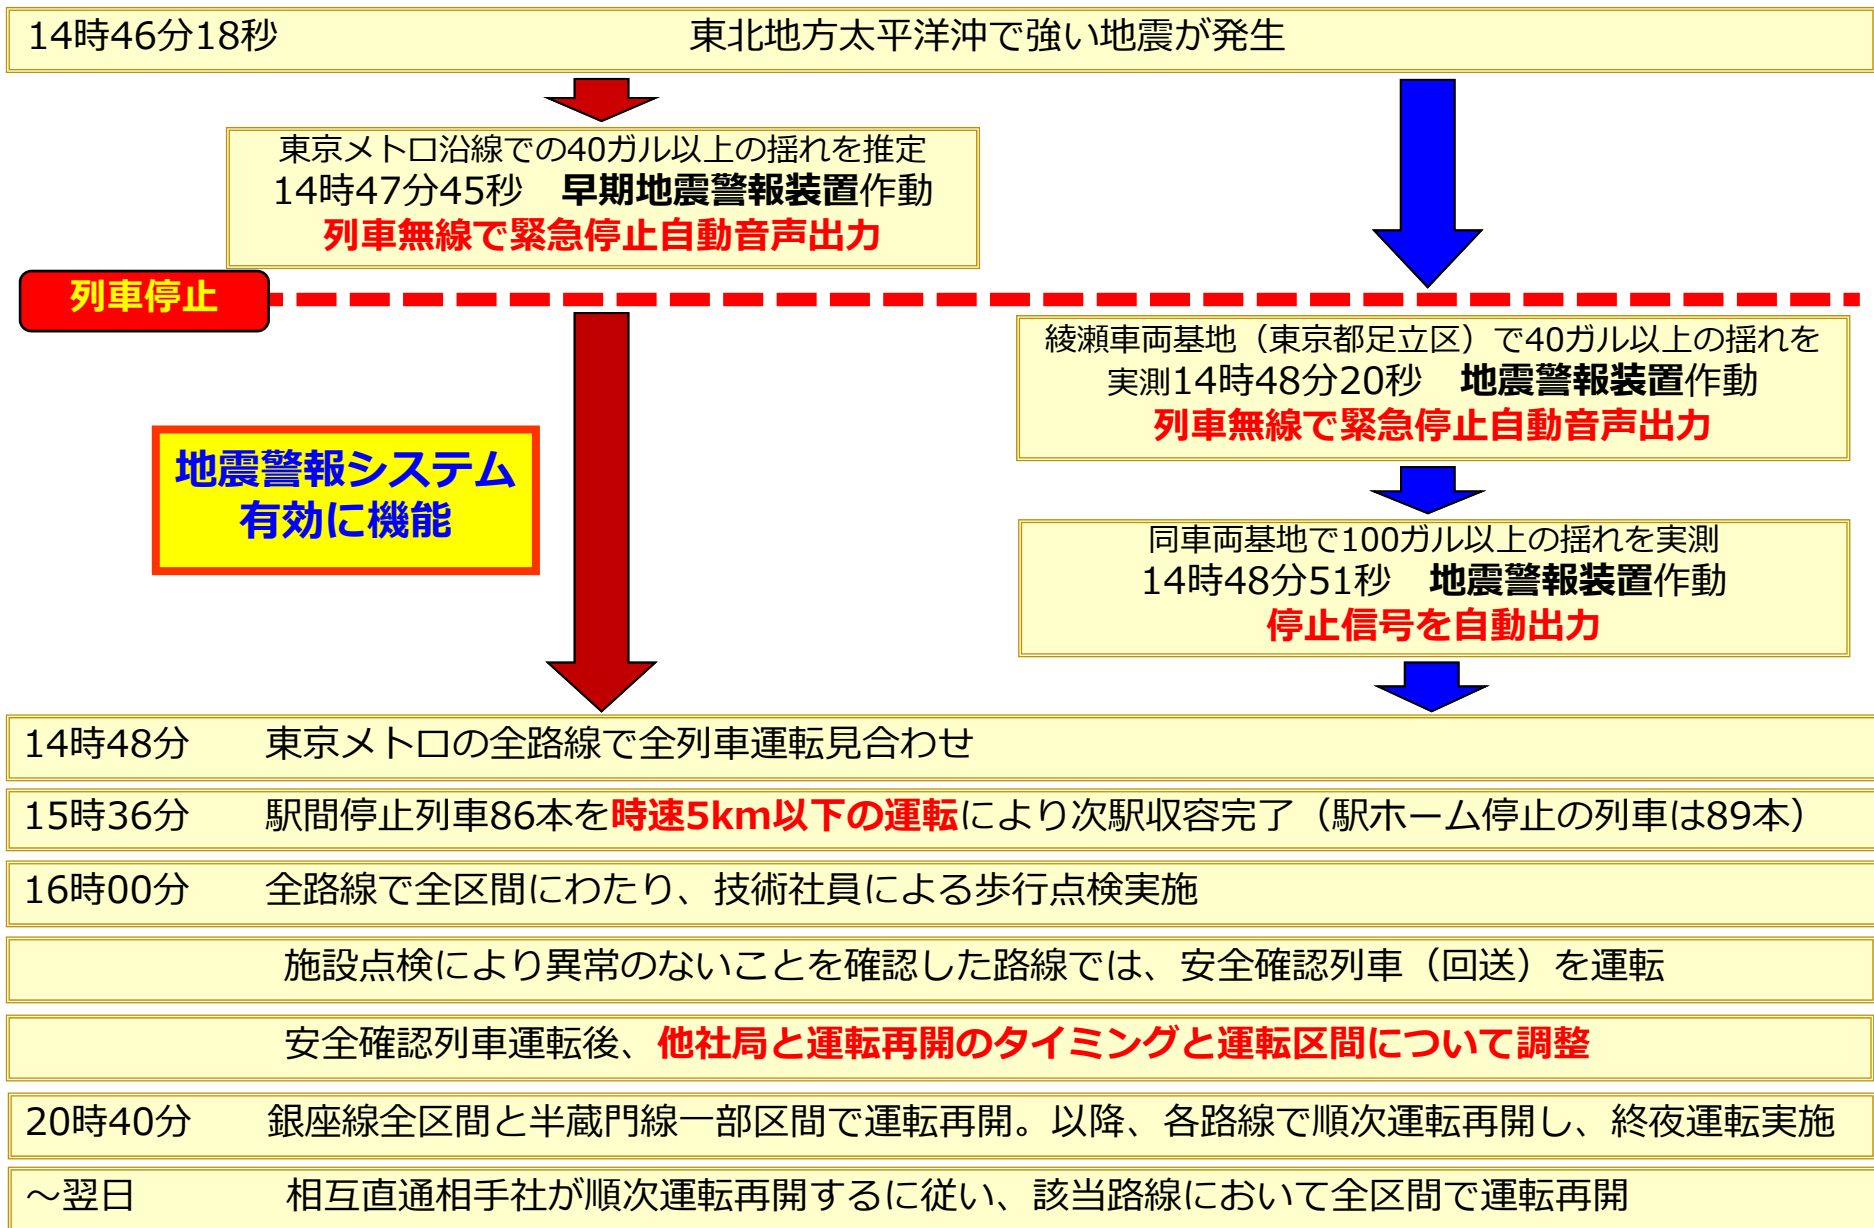 14時46分18秒 東北地方太平洋沖で強い地震が発生
東京メトロ沿線での40ガル以上の揺れを推定
14時47分45秒 早期地震警報装置作動
列車無線で緊急停止自動音声出力
列車停止
綾瀬車両基地（東京都足立区）で40ガル以上の揺れを
実測14時48分20秒 地震警報装置作動
列車無線で緊急停止自動音声出力
地震警報システム
有効に機能
同車両基地で100ガル以上の揺れを実測
14時48分51秒 地震警報装置作動
停止信号を自動出力
14時48分 東京メトロの全路線で全列車運転見合わせ
15時36分 駅間停止列車86本を時速5km以下の運転により次駅収容完了（駅ホーム停止の列車は89本）
16時00分 全路線で全区間にわたり、技術社員による歩行点検実施
施設点検により異常のないことを確認した路線では、安全確認列車（回送）を運転
安全確認列車運転後、他社局と運転再開のタイミングと運転区間について調整
20時40分 銀座線全区間と半蔵門線一部区間で運転再開。以降、各路線で順次運転再開し、終夜運転実施
～翌日 相互直通相手社が順次運転再開するに従い、該当路線において全区間で運転再開